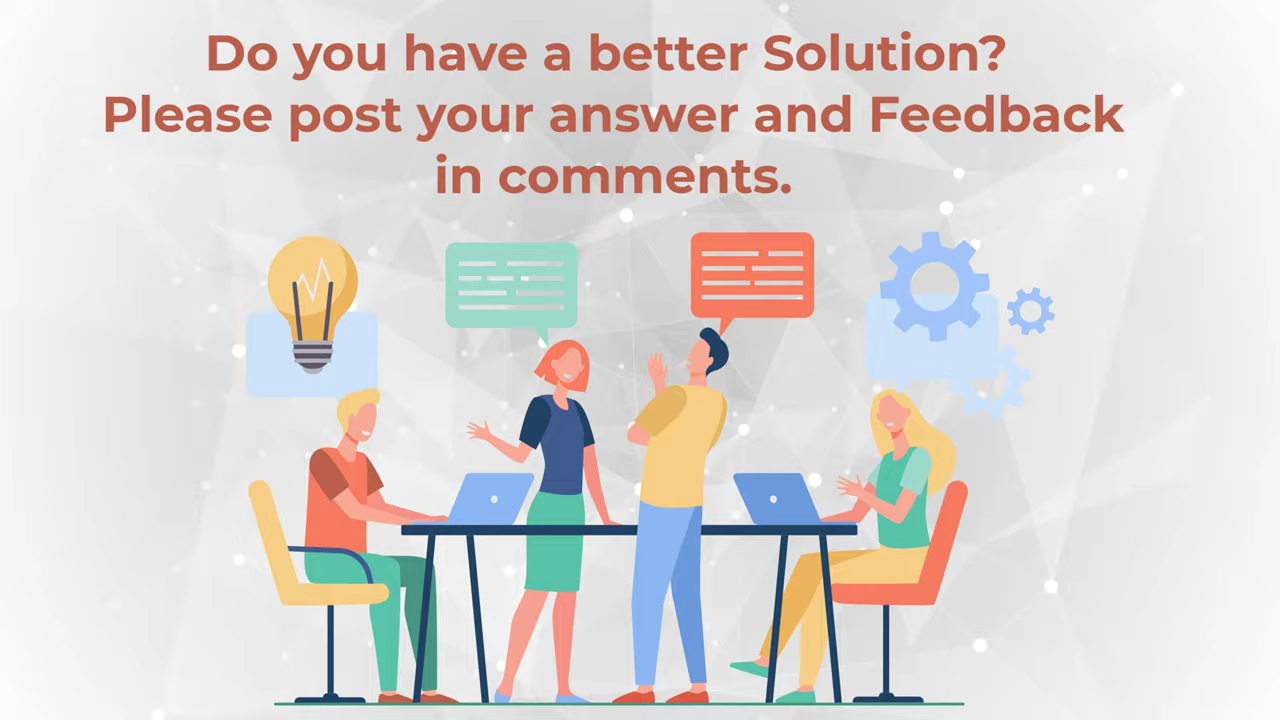 Do you have a better Solution?
Please post your answer and Feedback
in comments.